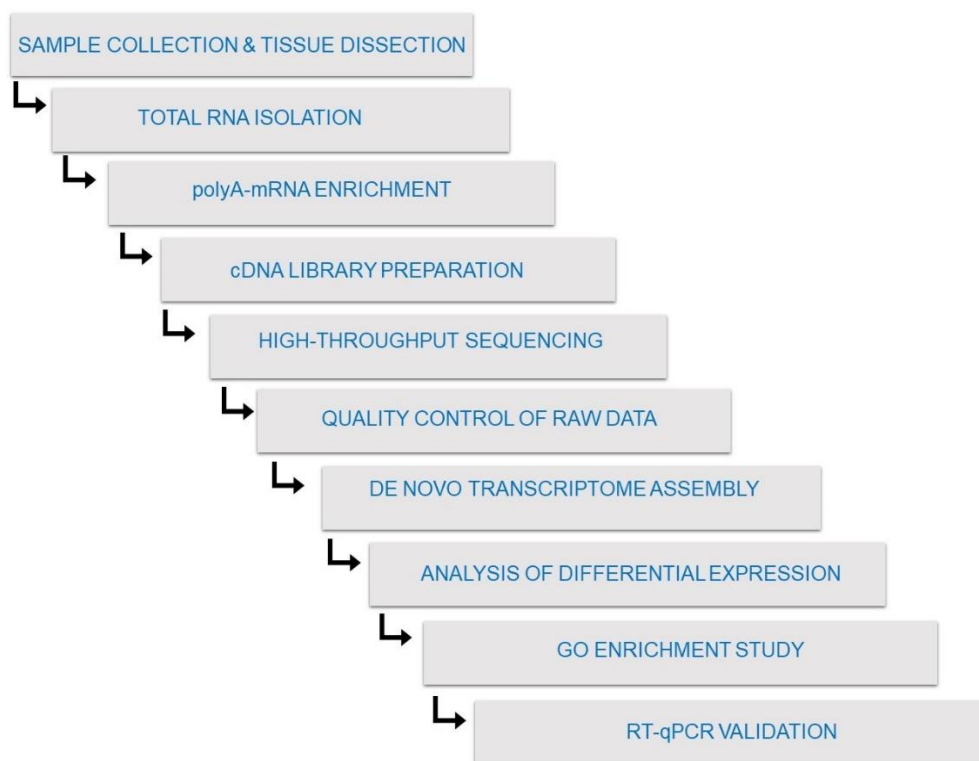 SAMPLE COLLECTION & TISSUE DISSECTION
TOTAL RNA ISOLATION
polyA-mRNA ENRICHMENT
cDNA LIBRARY PREPARATION
HIGH-THROUGHPUT SEQUENCING
QUALITY CONTROL OF RAW DATA
DE NOVO TRANSCRIPTOME ASSEMBLY
ANALYSIS OF DIFFERENTIAL EXPRESSION
GO ENRICHMENT STUDY
RT-qPCR VALIDATION